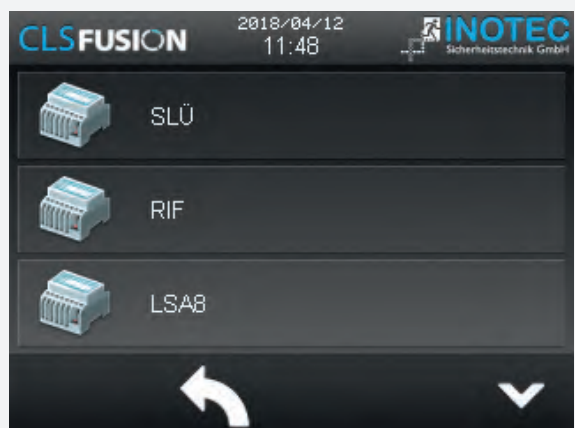 CLSFUSION
2018/04/12
11:48
INOTEC
Sicherheitstechnik GmbH
SLÜ
RIF
LSA8